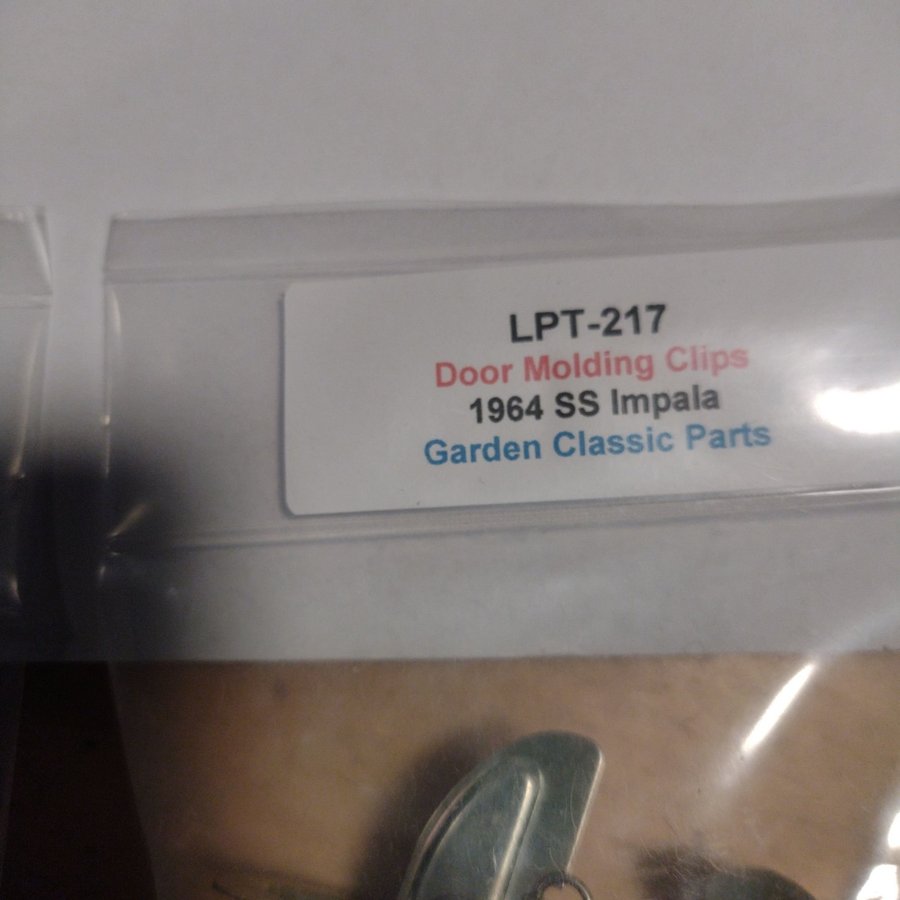 LPT-217
Door Molding Clips
1964 SS Impala
Garden Classic Parts